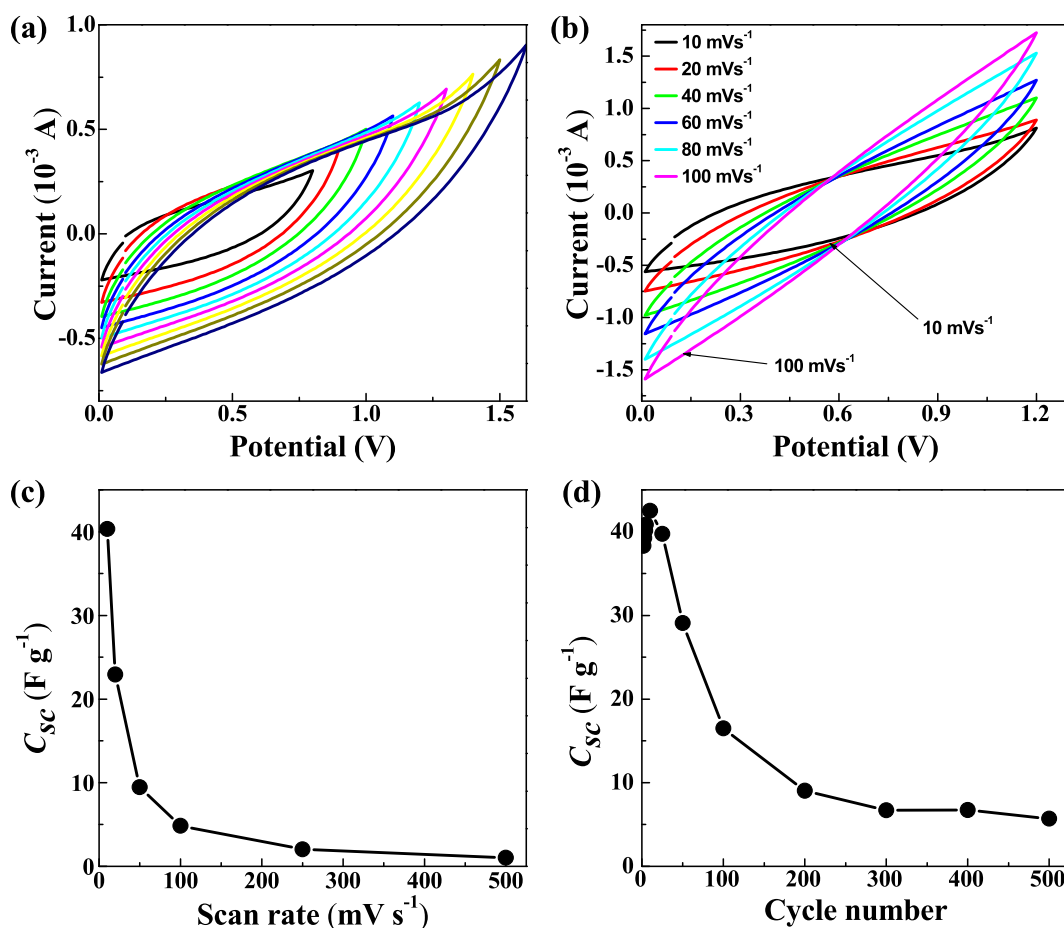 (a)
1.0
0.5
0.0
-0.5
Current (10⁻³ A)
0.0
0.5
1.0
1.5
Potential (V)
(b)
10 mVs⁻¹
20 mVs⁻¹
40 mVs⁻¹
60 mVs⁻¹
80 mVs⁻¹
100 mVs⁻¹
1.5
1.0
0.5
0.0
-0.5
-1.0
-1.5
Current (10⁻³ A)
10 mVs⁻¹
100 mVs⁻¹
0.0
0.3
0.6
0.9
1.2
Potential (V)
(c)
40
30
20
10
0
Csc (F g⁻¹)
0
100
200
300
400
500
Scan rate (mV s⁻¹)
(d)
40
30
20
10
0
Csc (F g⁻¹)
0
100
200
300
400
500
Cycle number